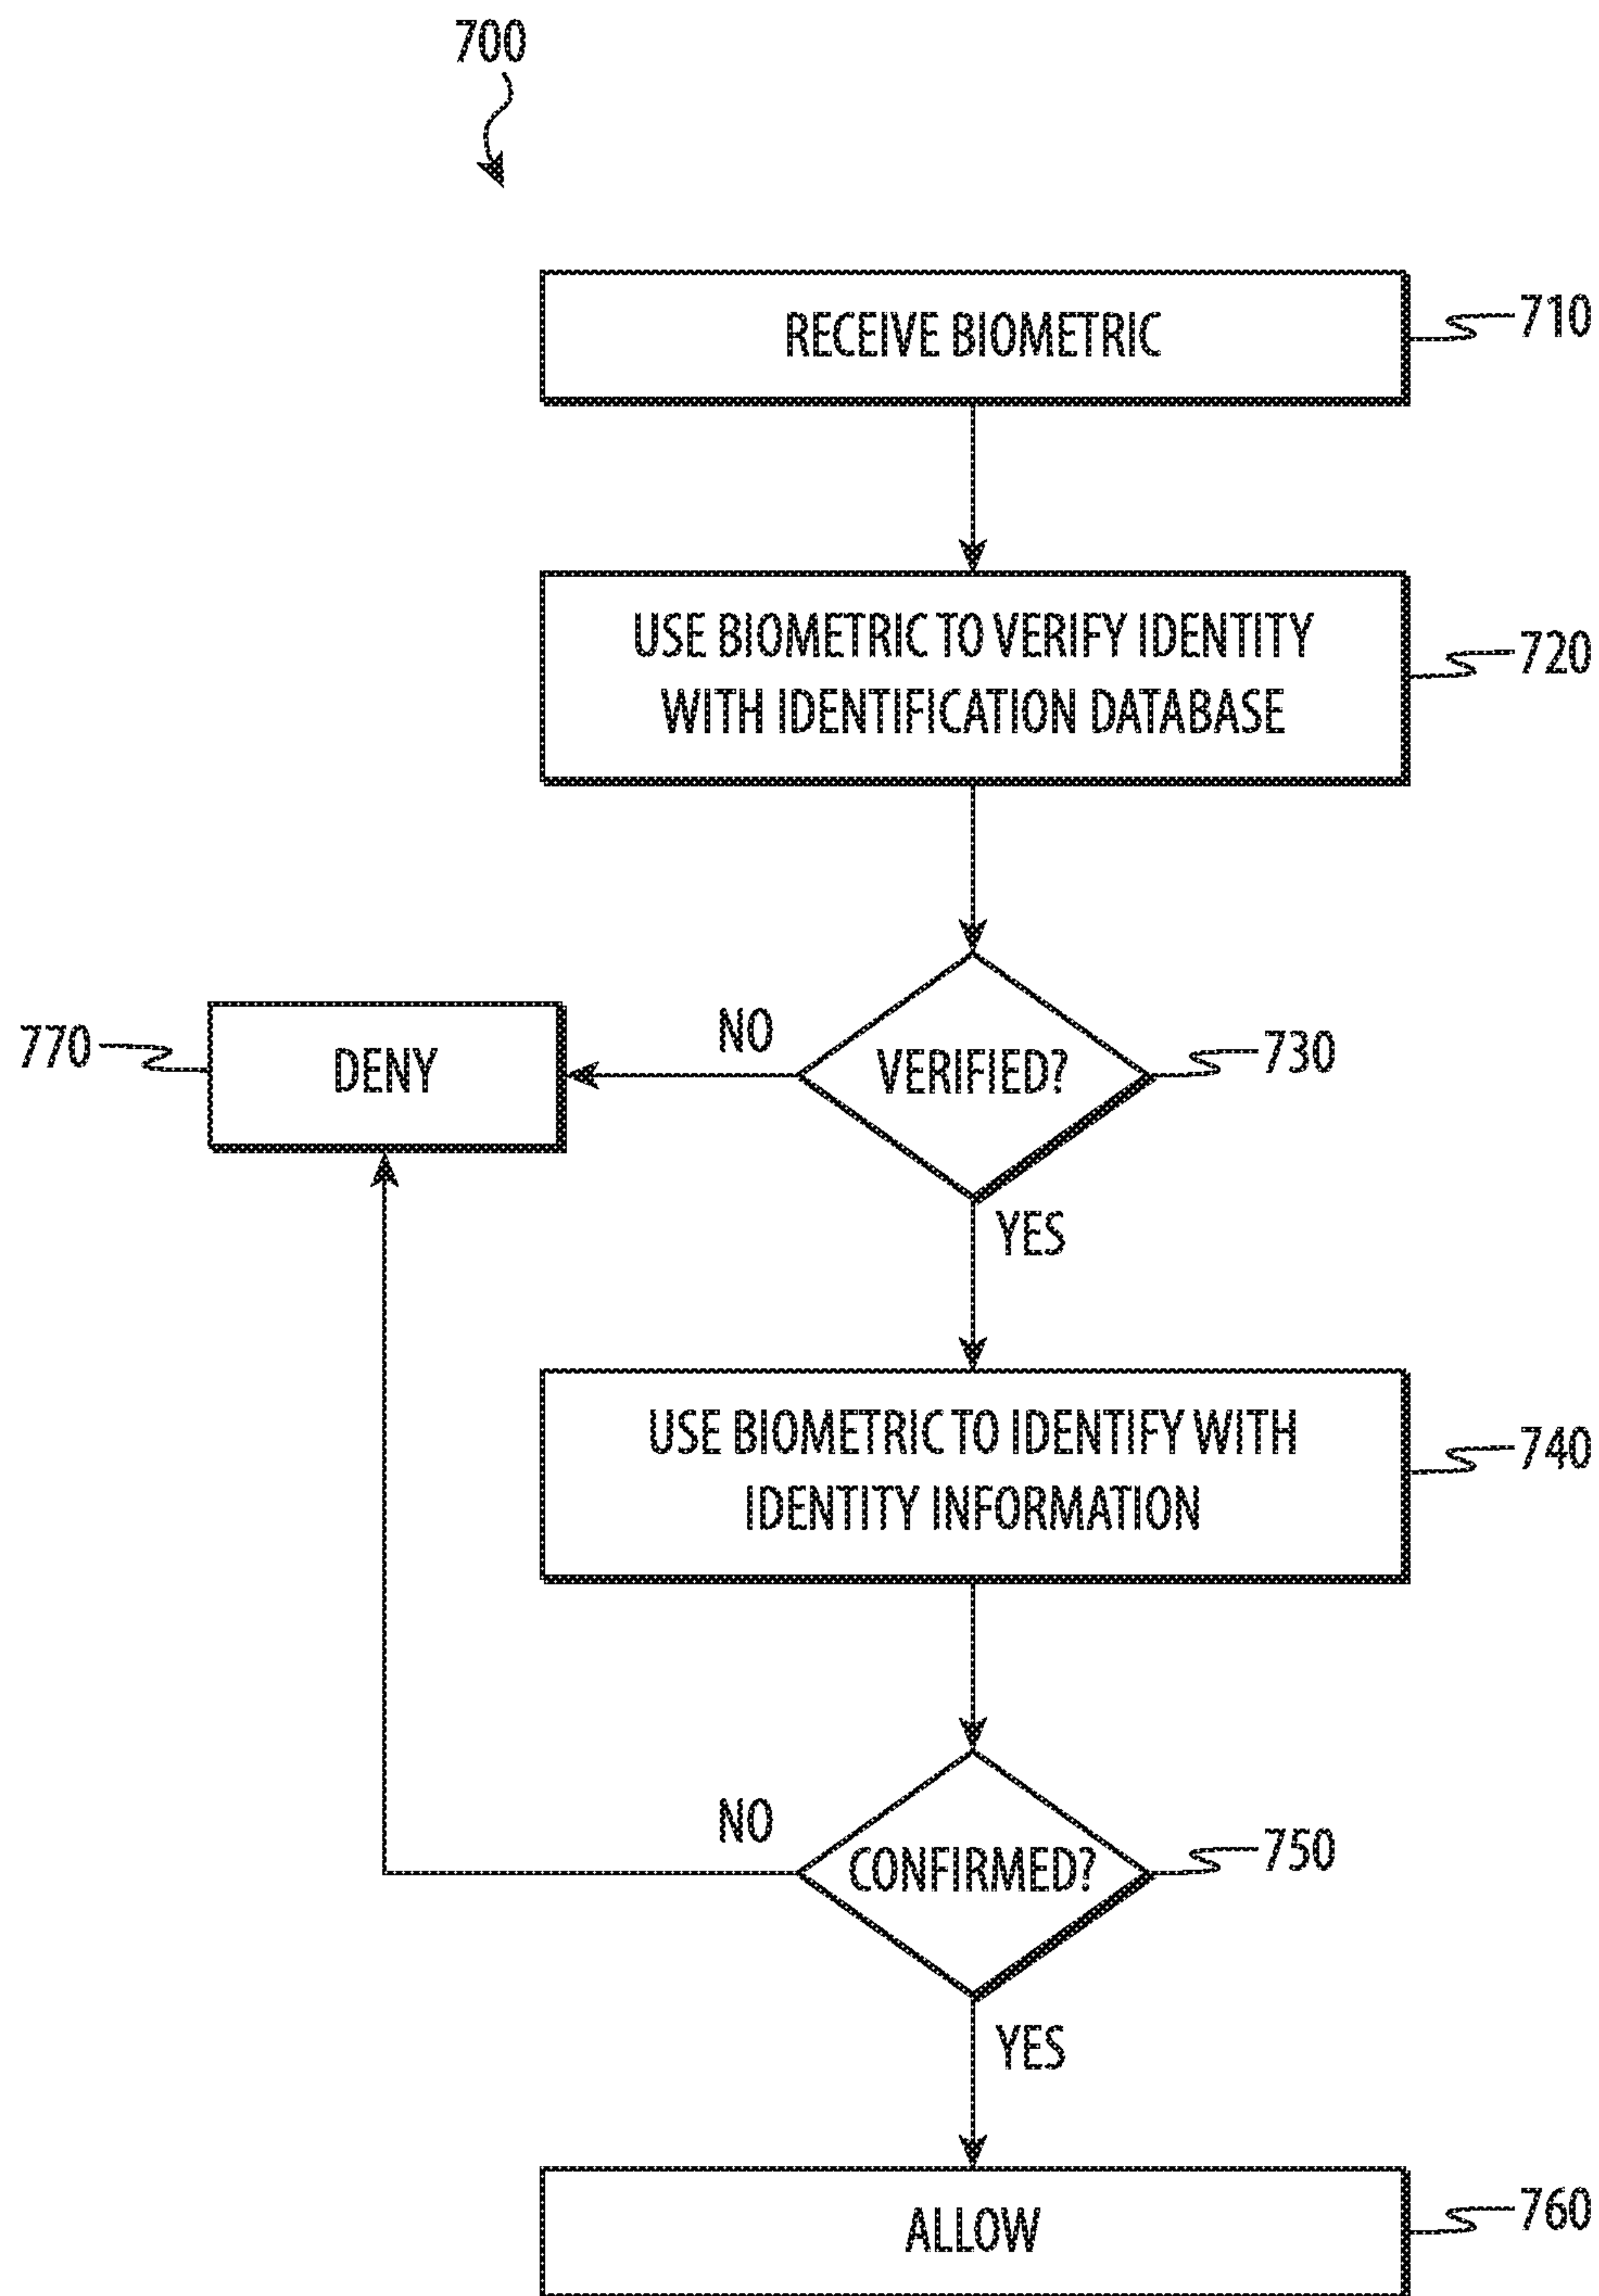 700
RECEIVE BIOMETRIC
710
USE BIOMETRIC TO VERIFY IDENTITY
WITH IDENTIFICATION DATABASE
720
770
DENY
NO
VERIFIED?
730
YES
USE BIOMETRIC TO IDENTIFY WITH
IDENTITY INFORMATION
740
NO
CONFIRMED?
750
YES
ALLOW
760